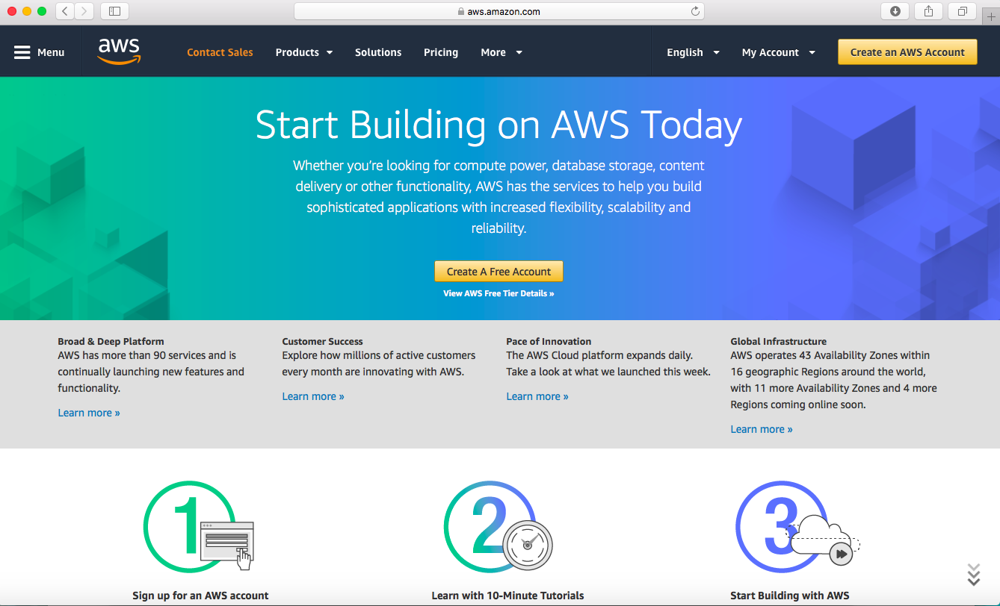 aws.amazon.com
Menu
aws
Contact Sales
Products
Solutions
Pricing
More
English
My Account
Create an AWS Account
Start Building on AWS Today
Whether you’re looking for compute power, database storage, content
delivery or other functionality, AWS has the services to help you build
sophisticated applications with increased flexibility, scalability and
reliability.
Create A Free Account
View AWS Free Tier Details »
Broad & Deep Platform
AWS has more than 90 services and is
continually launching new features and
functionality.
Learn more »
Customer Success
Explore how millions of active customers
every month are innovating with AWS.
Learn more »
Pace of Innovation
The AWS Cloud platform expands daily.
Take a look at what we launched this week.
Learn more »
Global Infrastructure
AWS operates 43 Availability Zones within
16 geographic Regions around the world,
with 11 more Availability Zones and 4 more
Regions coming online soon.
Learn more »
1
Sign up for an AWS account
2
Learn with 10-Minute Tutorials
3
Start Building with AWS